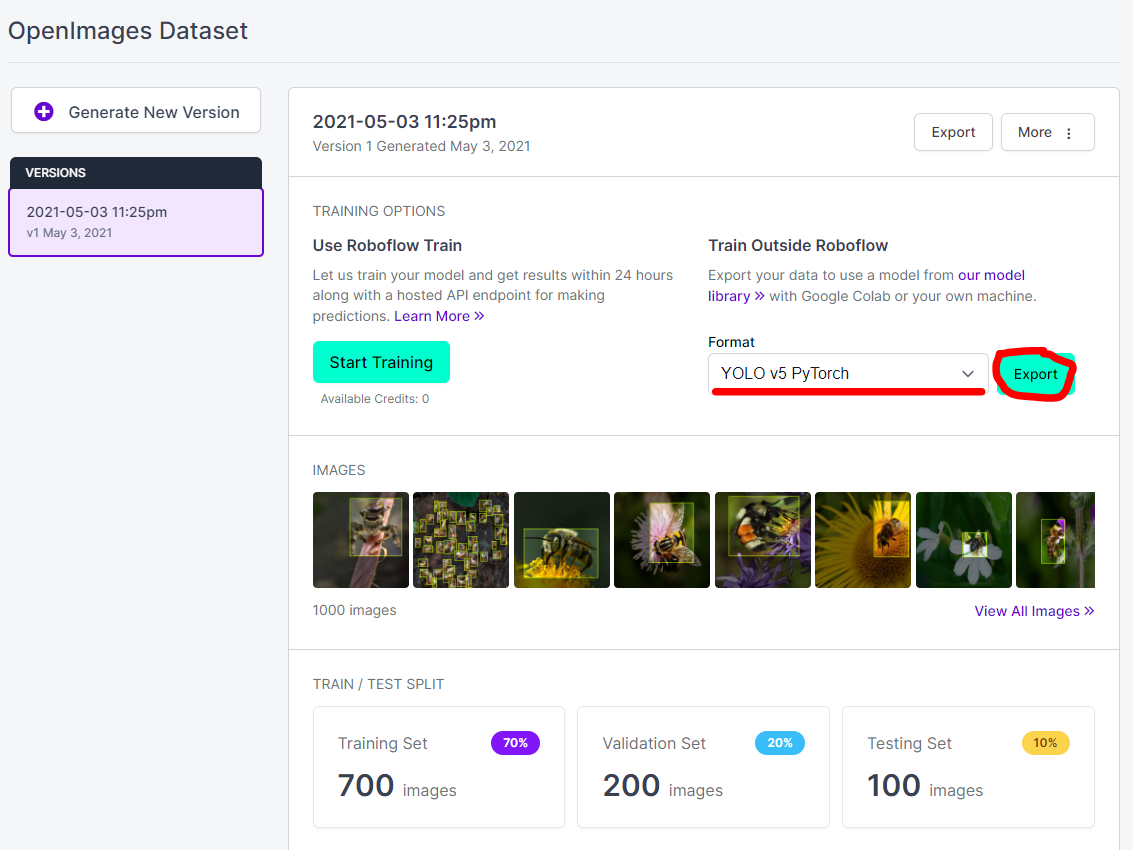 OpenImages Dataset
Generate New Version
VERSIONS
2021-05-03 11:25pm
v1 May 3, 2021
2021-05-03 11:25pm
Version 1 Generated May 3, 2021
Export
More
TRAINING OPTIONS
Use Roboflow Train
Let us train your model and get results within 24 hours
along with a hosted API endpoint for making
predictions. Learn More »
Start Training
Available Credits: 0
Train Outside Roboflow
Export your data to use a model from our model
library » with Google Colab or your own machine.
Format
YOLO v5 PyTorch
Export
IMAGES
1000 images
View All Images »
TRAIN / TEST SPLIT
Training Set
70%
700 images
Validation Set
20%
200 images
Testing Set
10%
100 images